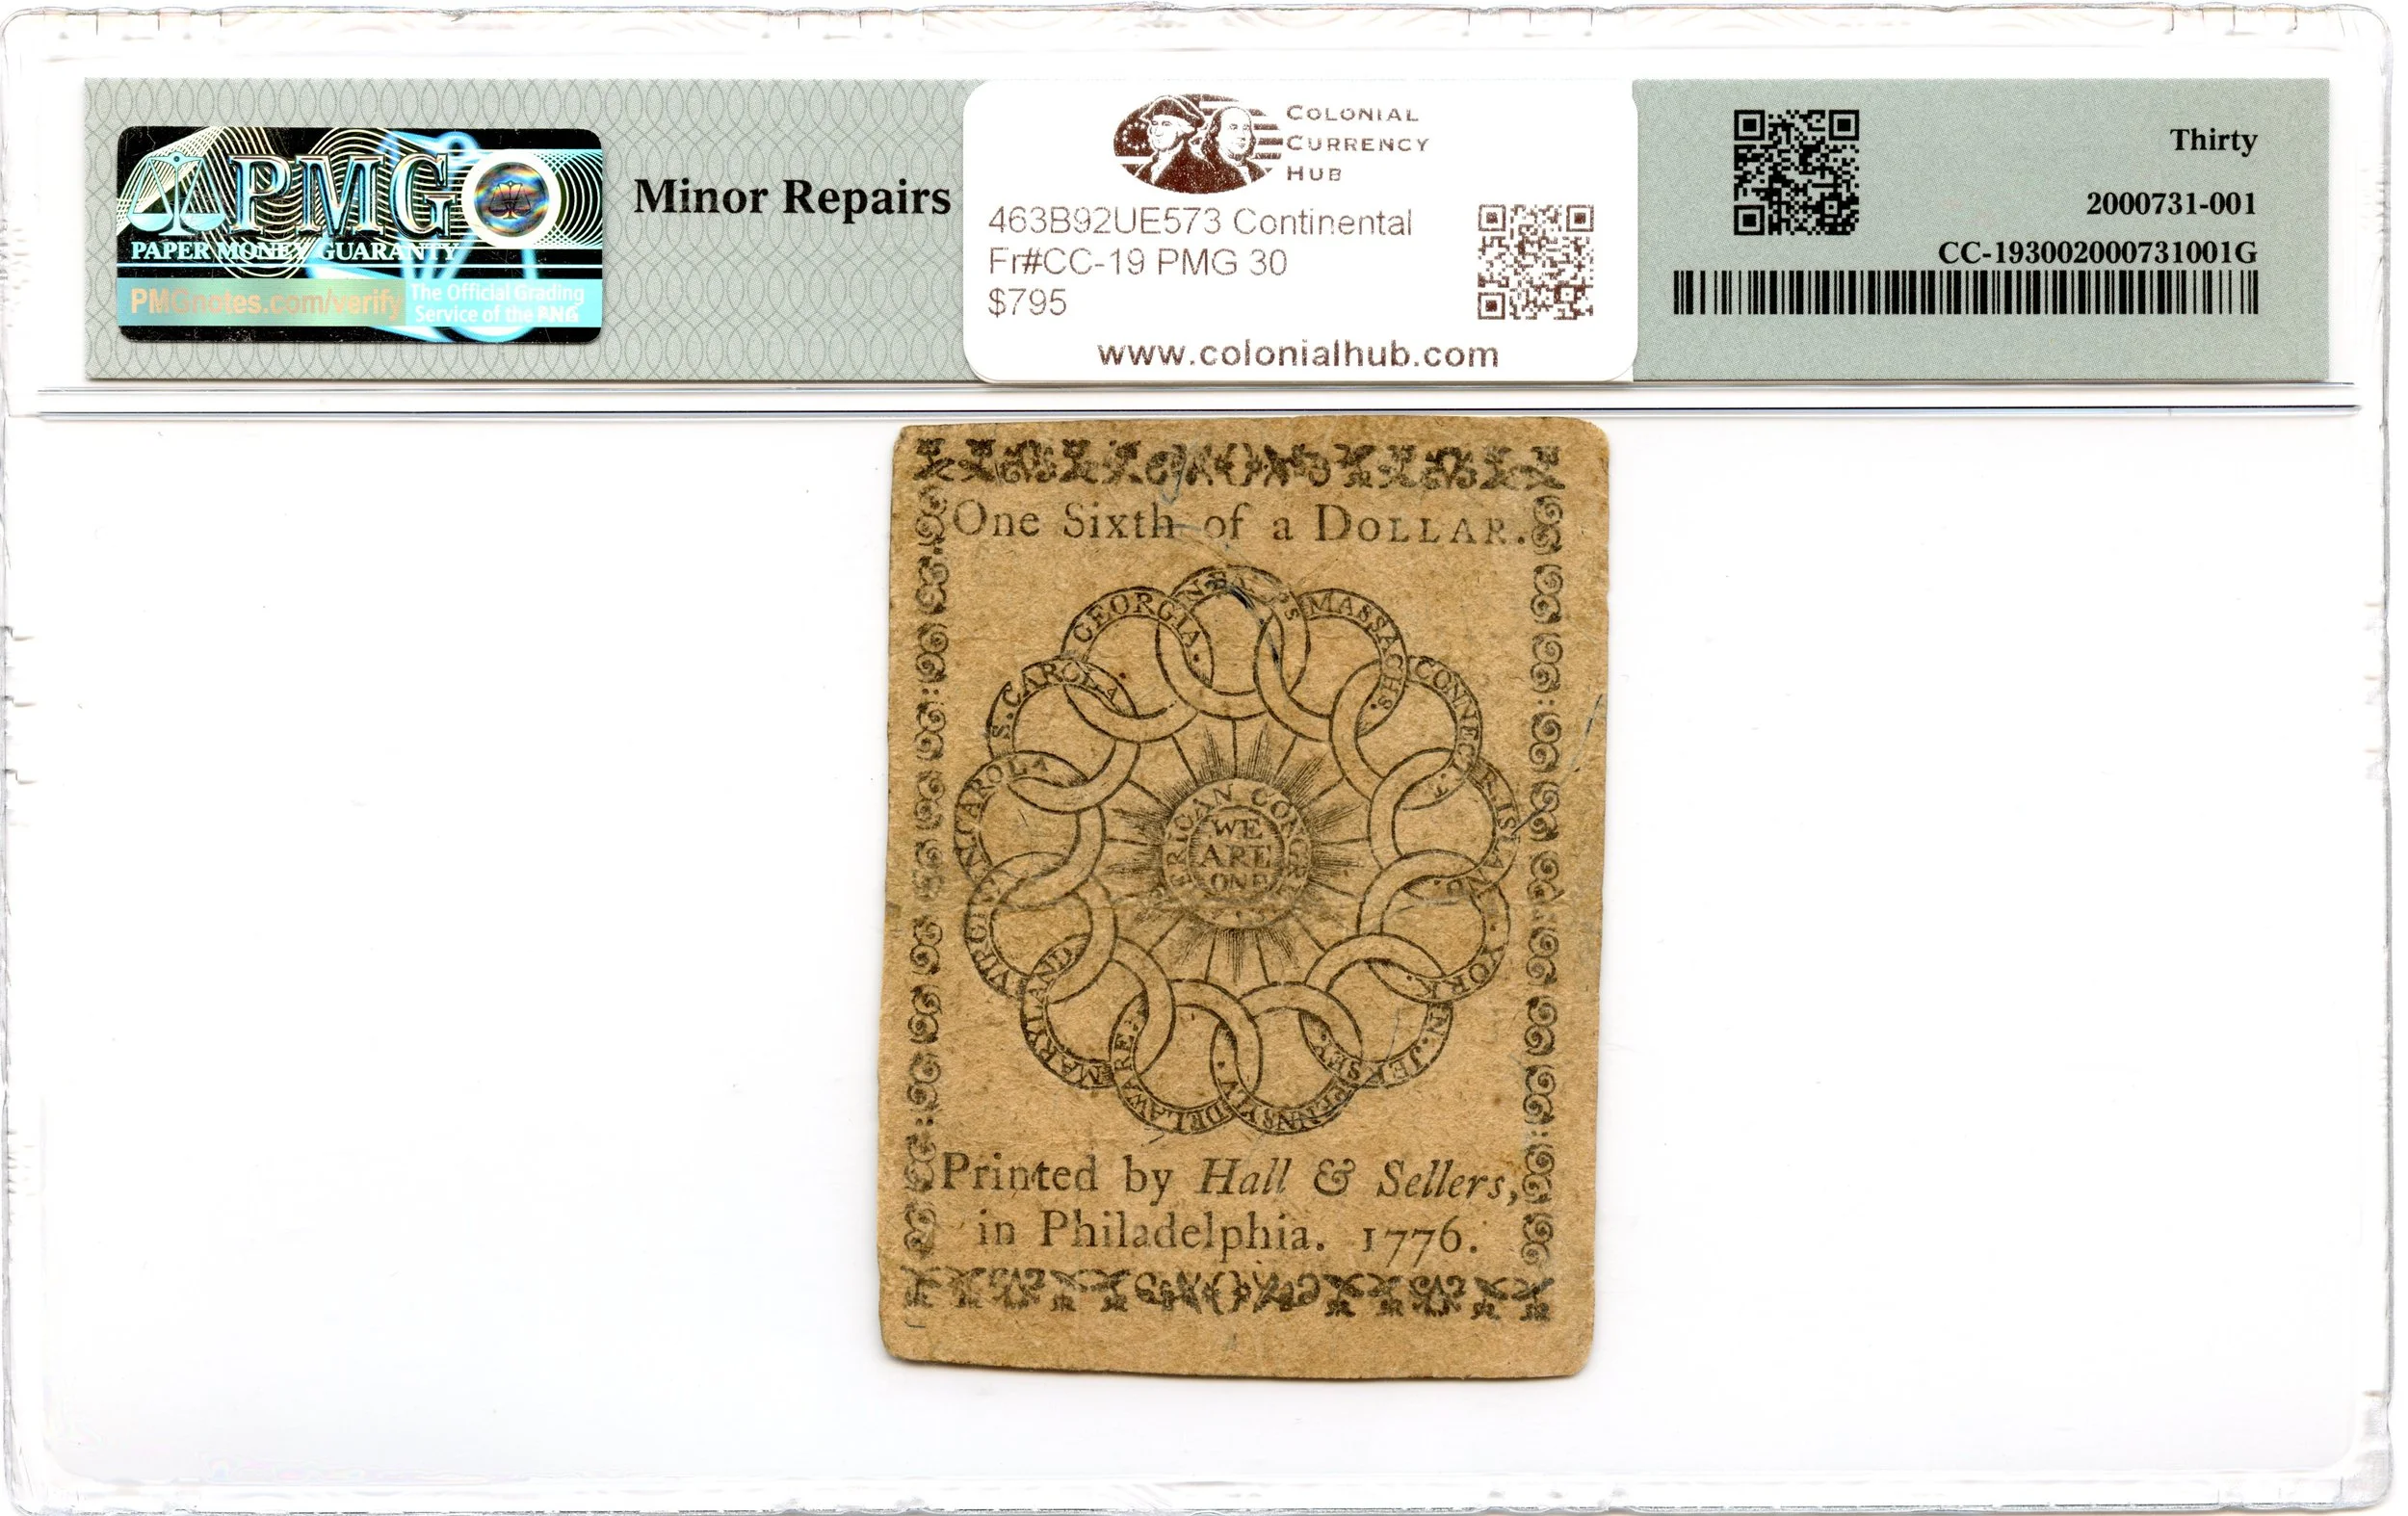 PMG
PAPER MONEY GUARANTY
PMGnotes.com/verify
The Official Grading
Service of the PNG
Minor Repairs
COLONIAL
CURRENCY
HUB
463B92UE573 Continental
Fr#CC-19 PMG 30
$795
www.colonialhub.com
Thirty
2000731-001
CC-193002000731001G
One Sixth of a DOLLAR.
MASSACHS.
CONNECT.
R. ISLAND.
YORK.
N. JERSEY.
PENNSYLV.
DELAWARE.
MARYLAND.
VIRGINIA
N. CAROLA
S. CAROLA
GEORGIA.
AMERICAN CONGRESS
WE
ARE
ONE
Printed by Hall & Sellers,
in Philadelphia. 1776.